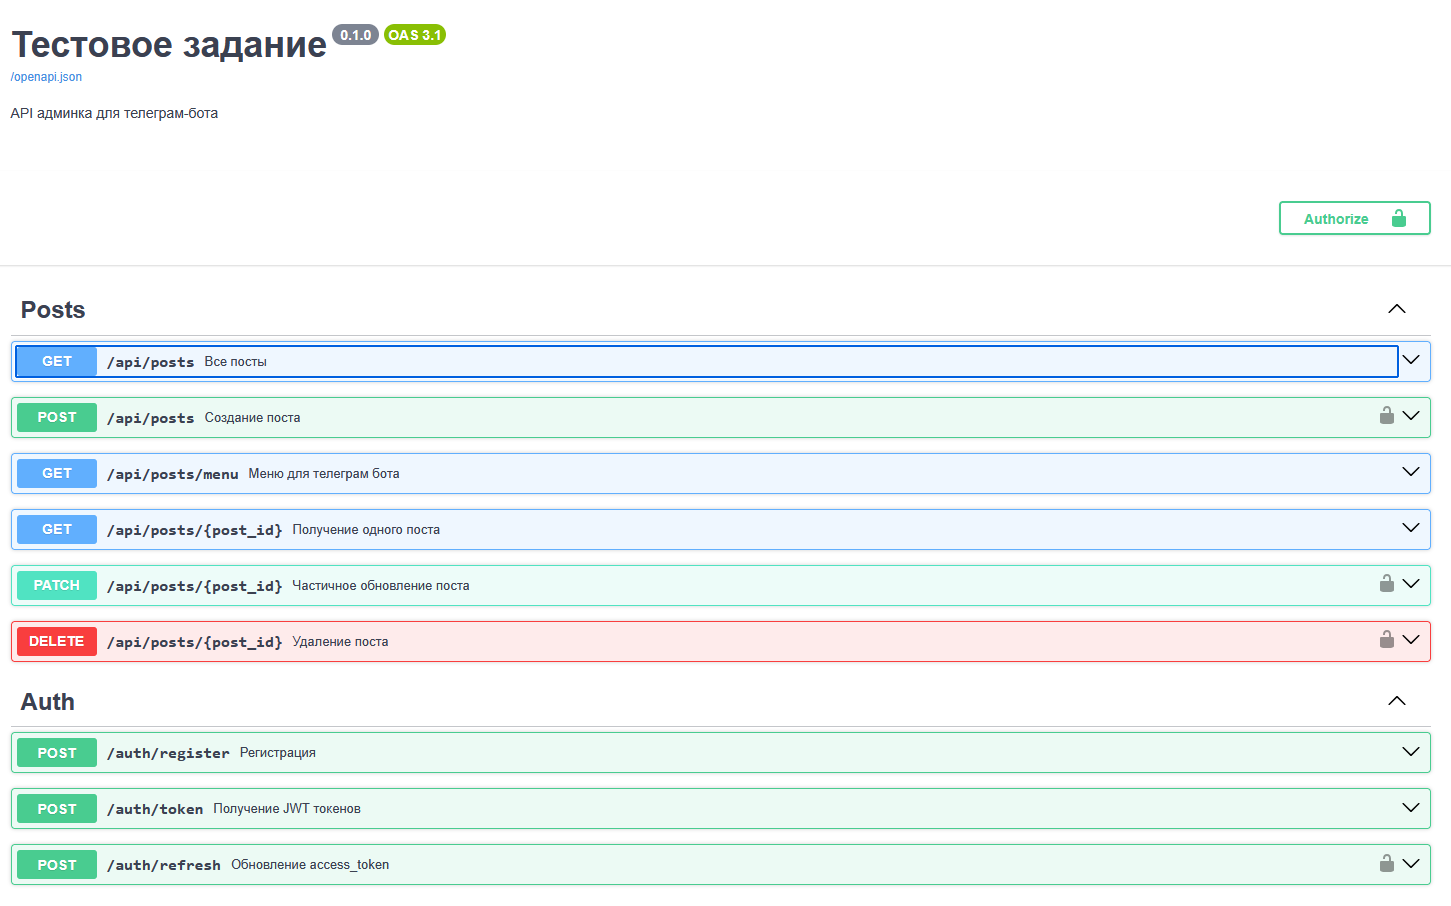 Тестовое задание 0.1.0 OAS 3.1
/openapi.json
API админка для телеграм-бота
Authorize
Posts
GET /api/posts Все посты
POST /api/posts Создание поста
GET /api/posts/menu Меню для телеграм бота
GET /api/posts/{post_id} Получение одного поста
PATCH /api/posts/{post_id} Частичное обновление поста
DELETE /api/posts/{post_id} Удаление поста
Auth
POST /auth/register Регистрация
POST /auth/token Получение JWT токенов
POST /auth/refresh Обновление access_token